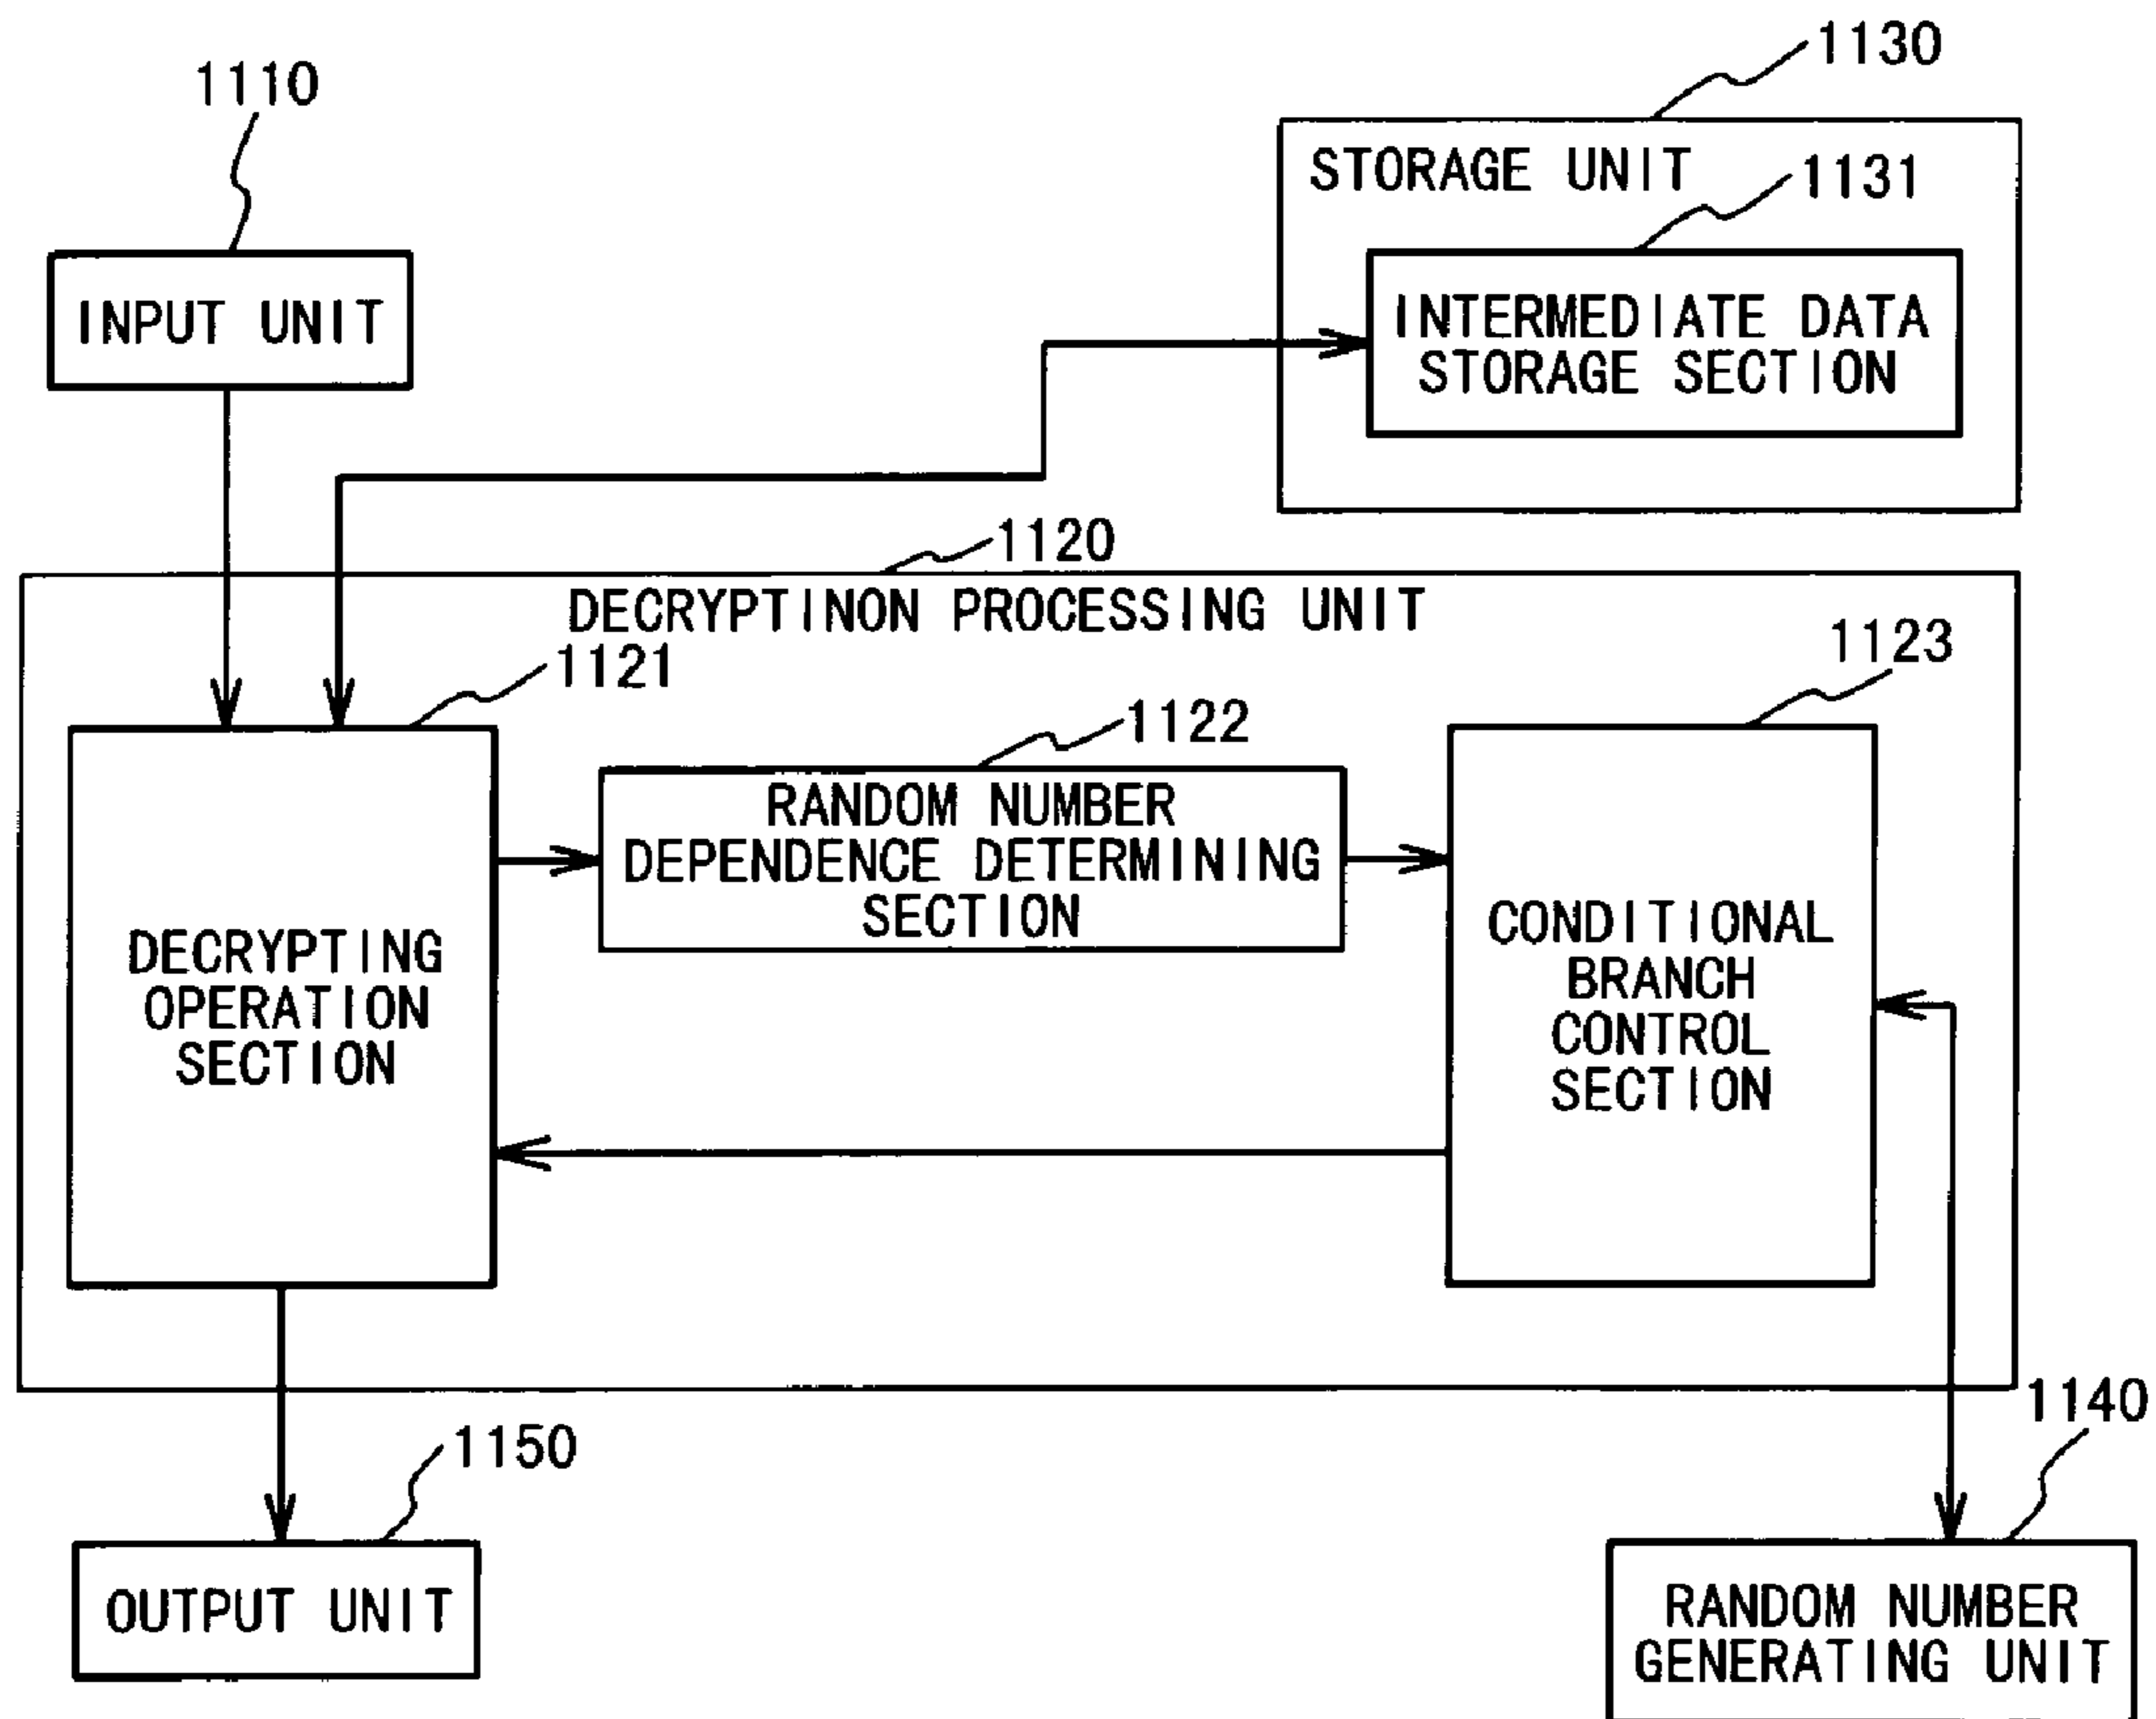 1130
1110
STORAGE UNIT
1131
INPUT UNIT
INTERMEDIATE DATA
STORAGE SECTION
1120
DECRYPTINON PROCESSING UNIT
1121
1123
1122
RANDOM NUMBER
DEPENDENCE DETERMINING
SECTION
DECRYPTING
OPERATION
SECTION
CONDITIONAL
BRANCH
CONTROL
SECTION
1150
1140
OUTPUT UNIT
RANDOM NUMBER
GENERATING UNIT